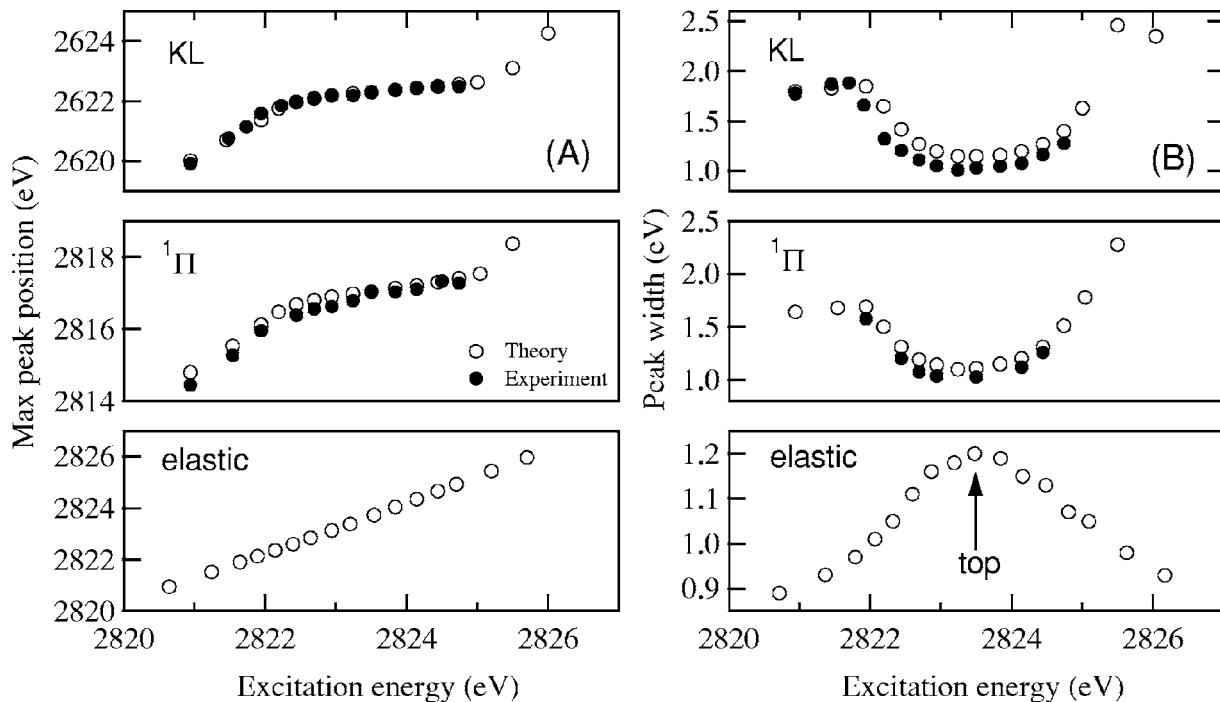 Max peak position (eV)
2624
2622
2620
KL
(A)
2818
2816
2814
¹Π
Theory
Experiment
2826
2824
2822
2820
elastic
2820
2822
2824
2826
Excitation energy (eV)
Peak width (eV)
2.5
2.0
1.5
1.0
KL
(B)
2.5
2.0
1.5
1.0
¹Π
1.2
1.1
1.0
0.9
elastic
top
2820
2822
2824
2826
Excitation energy (eV)